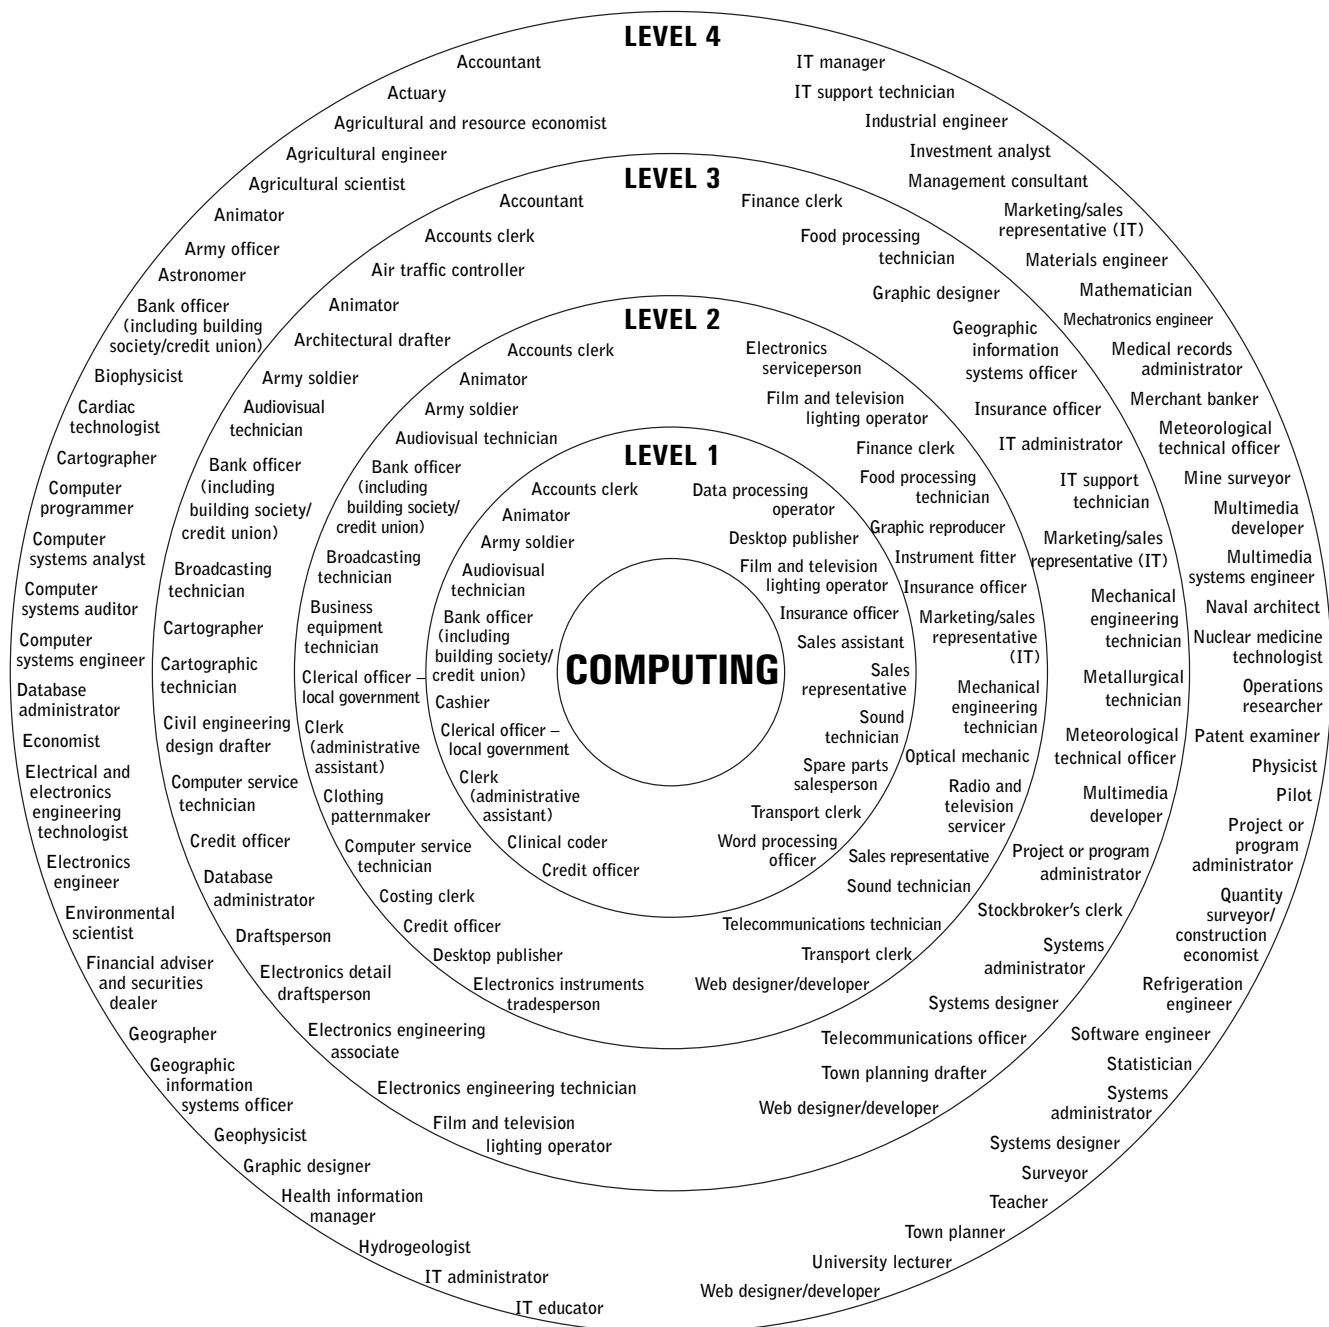 LEVEL 4
Accountant
Actuary
Agricultural and resource economist
Agricultural engineer
Agricultural scientist
Animator
Army officer
Astronomer
Bank officer
(including building
society/credit union)
Biophysicist
Cardiac
technologist
Cartographer
Computer
programmer
Computer
systems analyst
Computer
systems auditor
Computer
systems engineer
Database
administrator
Economist
Electrical and
electronics
engineering
technologist
Electronics
engineer
Environmental
scientist
Financial adviser
and securities
dealer
Geographer
Geographic
information
systems officer
Geophysicist
Graphic designer
Health information
manager
Hydrogeologist
IT administrator
IT educator
IT manager
IT support technician
Industrial engineer
Investment analyst
Management consultant
Marketing/sales
representative (IT)
Materials engineer
Mathematician
Mechatronics engineer
Medical records
administrator
Merchant banker
Meteorological
technical officer
Mine surveyor
Multimedia
developer
Multimedia
systems engineer
Naval architect
Nuclear medicine
technologist
Operations
researcher
Patent examiner
Physicist
Pilot
Project or
program
administrator
Quantity
surveyor/
construction
economist
Refrigeration
engineer
Software engineer
Statistician
Systems
administrator
Systems designer
Surveyor
Teacher
Town planner
University lecturer
Web designer/developer
LEVEL 3
Accountant
Accounts clerk
Air traffic controller
Animator
Architectural drafter
Army soldier
Audiovisual
technician
Bank officer
(including
building society/
credit union)
Broadcasting
technician
Cartographer
Cartographic
technician
Civil engineering
design drafter
Computer service
technician
Credit officer
Database
administrator
Draftsperson
Electronics detail
draftsperson
Electronics engineering
associate
Electronics engineering technician
Film and television
lighting operator
Finance clerk
Food processing
technician
Graphic designer
Geographic
information
systems officer
Insurance officer
IT administrator
IT support
technician
Marketing/sales
representative (IT)
Mechanical
engineering
technician
Metallurgical
technician
Meteorological
technical officer
Multimedia
developer
Project or program
administrator
Stockbroker's clerk
Systems
administrator
Systems designer
Telecommunications officer
Town planning drafter
Web designer/developer
LEVEL 2
Accounts clerk
Animator
Army soldier
Audiovisual technician
Bank officer
(including
building society/
credit union)
Broadcasting
technician
Business
equipment
technician
Clerical officer –
local government
Clerk
(administrative
assistant)
Clothing
patternmaker
Computer service
technician
Costing clerk
Credit officer
Desktop publisher
Electronics instruments
tradesperson
Electronics
serviceperson
Film and television
lighting operator
Finance clerk
Food processing
technician
Graphic reproducer
Instrument fitter
Insurance officer
Marketing/sales
representative
(IT)
Mechanical
engineering
technician
Optical mechanic
Radio and
television
servicer
Sales representative
Sound technician
Telecommunications technician
Transport clerk
Web designer/developer
LEVEL 1
Accounts clerk
Animator
Army soldier
Audiovisual
technician
Bank officer
(including
building society/
credit union)
Cashier
Clerical officer –
local government
Clerk
(administrative
assistant)
Clinical coder
Credit officer
Data processing
operator
Desktop publisher
Film and television
lighting operator
Insurance officer
Sales assistant
Sales
representative
Sound
technician
Spare parts
salesperson
Transport clerk
Word processing
officer
COMPUTING